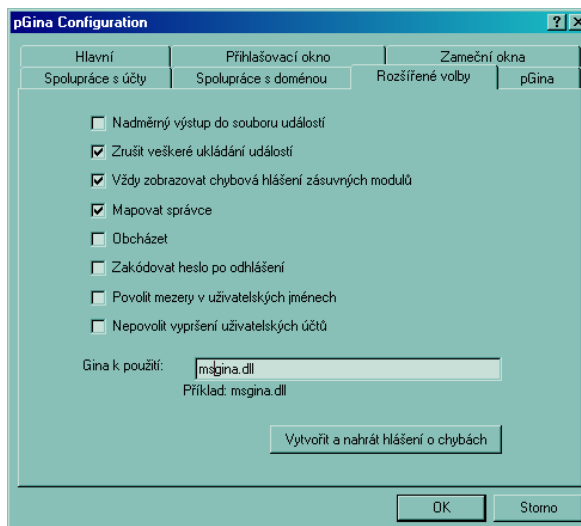 pGina Configuration
Hlavní Přihlašovací okno Zameční okna
Spolupráce s účty Spolupráce s doménou Rozšířené volby pGina
Nadměrný výstup do souboru událostí
Zrušit veškeré ukládání událostí
Vždy zobrazovat chybová hlášení zásuvných modulů
Mapovat správce
Obcházet
Zakódovat heslo po odhlášení
Povolit mezery v uživatelských jménech
Nepovolit vypršení uživatelských účtů
Gina k použití: msgina.dll
Příklad: msgina.dll
Vytvořit a nahrát hlášení o chybách
OK Storno